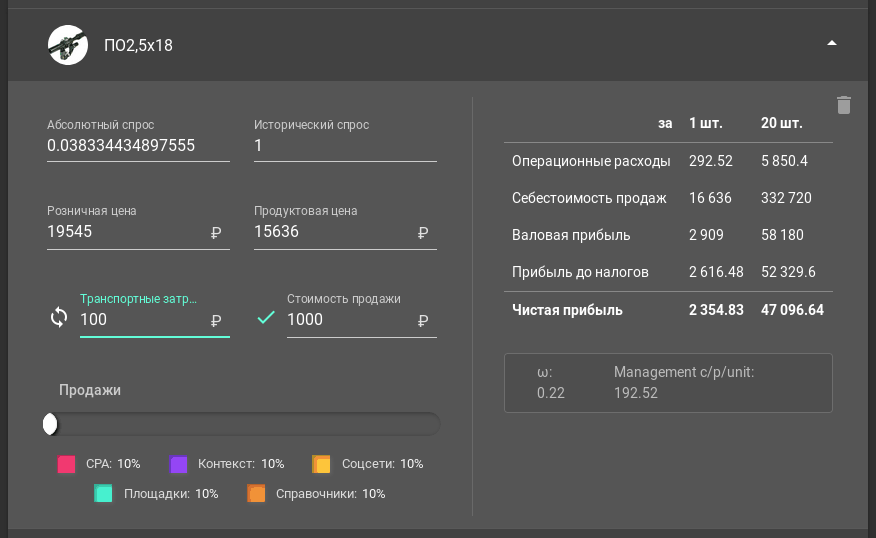 ПО2,5х18
Абсолютный спрос
0.038334434897555
Исторический спрос
1
Розничная цена
19545 ₽
Продуктовая цена
15636 ₽
Транспортные затр...
100 ₽
Стоимость продажи
1000 ₽
Продажи
CPA: 10% Контекст: 10% Соцсети: 10%
Площадки: 10% Справочники: 10%
за 1 шт. 20 шт.
Операционные расходы 292.52 5 850.4
Себестоимость продаж 16 636 332 720
Валовая прибыль 2 909 58 180
Прибыль до налогов 2 616.48 52 329.6
Чистая прибыль 2 354.83 47 096.64
ω: Management c/p/unit:
0.22 192.52